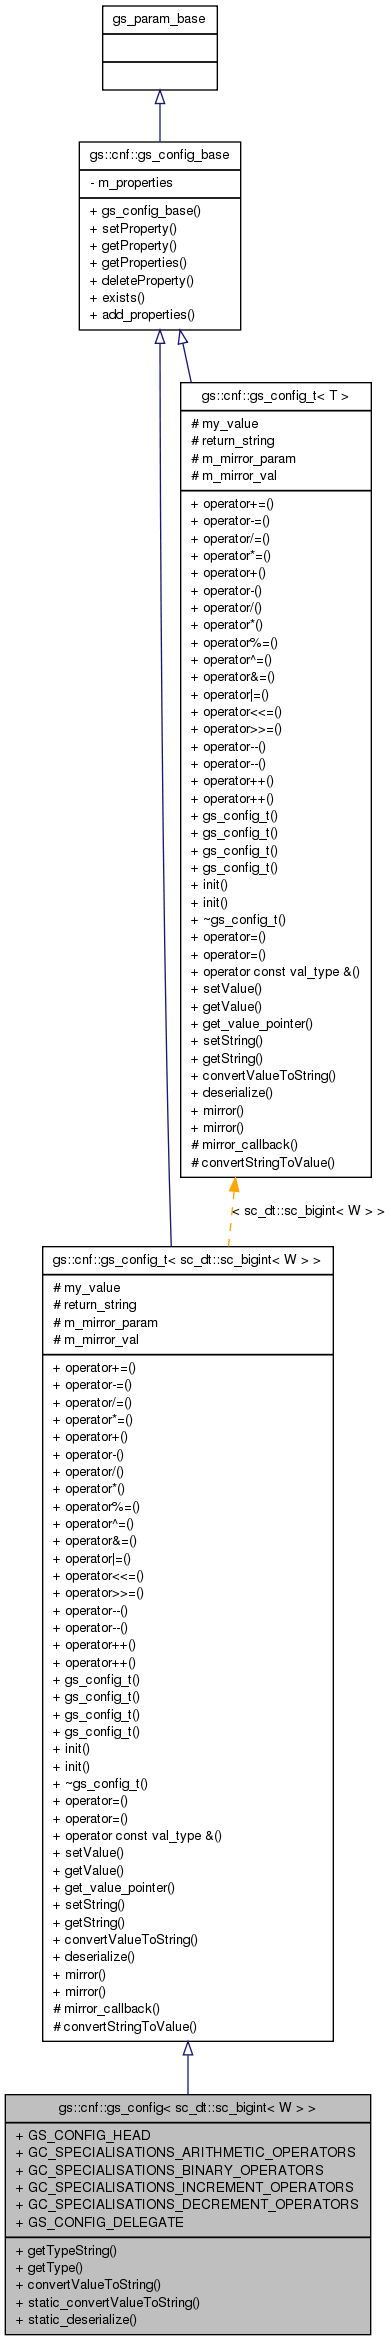 gs_param_base
gs::cnf::gs_config_base
- m_properties
+ gs_config_base()
+ setProperty()
+ getProperty()
+ getProperties()
+ deleteProperty()
+ exists()
+ add_properties()
gs::cnf::gs_config_t< T >
# my_value
# return_string
# m_mirror_param
# m_mirror_val
+ operator+=()
+ operator-=()
+ operator/=()
+ operator*=()
+ operator+()
+ operator-()
+ operator/()
+ operator*()
+ operator%=()
+ operator^=()
+ operator&=()
+ operator|=()
+ operator<<=()
+ operator>>=()
+ operator--()
+ operator--()
+ operator++()
+ operator++()
+ gs_config_t()
+ gs_config_t()
+ gs_config_t()
+ gs_config_t()
+ init()
+ init()
+ ~gs_config_t()
+ operator=()
+ operator=()
+ operator const val_type &()
+ setValue()
+ getValue()
+ get_value_pointer()
+ setString()
+ getString()
+ convertValueToString()
+ deserialize()
+ mirror()
+ mirror()
# mirror_callback()
# convertStringToValue()
< sc_dt::sc_bigint< W > >
gs::cnf::gs_config_t< sc_dt::sc_bigint< W > >
# my_value
# return_string
# m_mirror_param
# m_mirror_val
+ operator+=()
+ operator-=()
+ operator/=()
+ operator*=()
+ operator+()
+ operator-()
+ operator/()
+ operator*()
+ operator%=()
+ operator^=()
+ operator&=()
+ operator|=()
+ operator<<=()
+ operator>>=()
+ operator--()
+ operator--()
+ operator++()
+ operator++()
+ gs_config_t()
+ gs_config_t()
+ gs_config_t()
+ gs_config_t()
+ init()
+ init()
+ ~gs_config_t()
+ operator=()
+ operator=()
+ operator const val_type &()
+ setValue()
+ getValue()
+ get_value_pointer()
+ setString()
+ getString()
+ convertValueToString()
+ deserialize()
+ mirror()
+ mirror()
# mirror_callback()
# convertStringToValue()
gs::cnf::gs_config< sc_dt::sc_bigint< W > >
+ GS_CONFIG_HEAD
+ GC_SPECIALISATIONS_ARITHMETIC_OPERATORS
+ GC_SPECIALISATIONS_BINARY_OPERATORS
+ GC_SPECIALISATIONS_INCREMENT_OPERATORS
+ GC_SPECIALISATIONS_DECREMENT_OPERATORS
+ GS_CONFIG_DELEGATE
+ getTypeString()
+ getType()
+ convertValueToString()
+ static_convertValueToString()
+ static_deserialize()